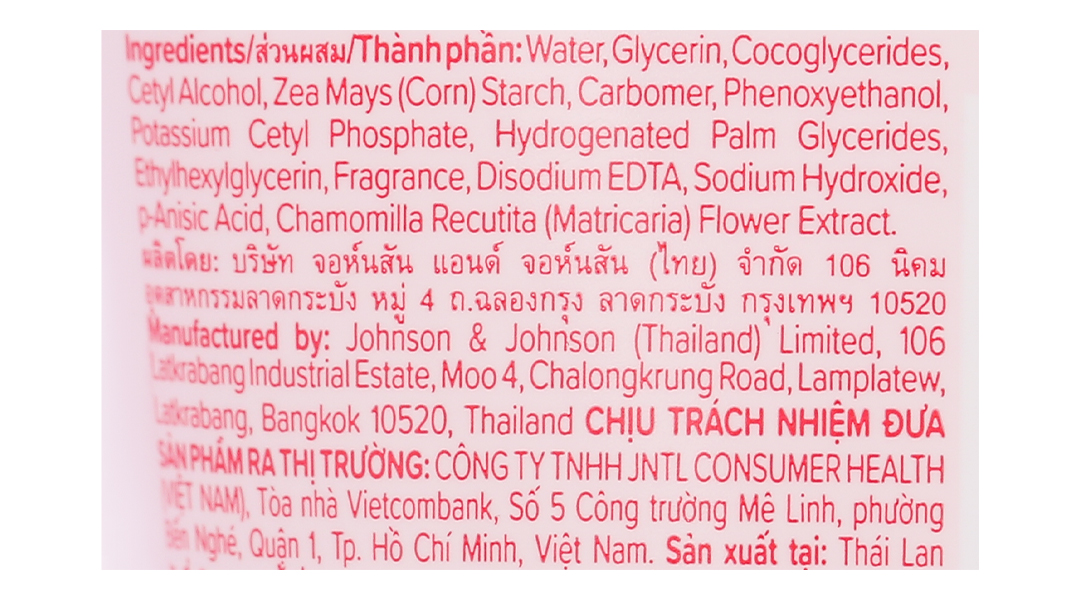 Ingredients/ส่วนผสม/Thành phần: Water, Glycerin, Cocoglycerides,
Cetyl Alcohol, Zea Mays (Corn) Starch, Carbomer, Phenoxyethanol,
Potassium Cetyl Phosphate, Hydrogenated Palm Glycerides,
Ethylhexylglycerin, Fragrance, Disodium EDTA, Sodium Hydroxide,
p-Anisic Acid, Chamomilla Recutita (Matricaria) Flower Extract.
ผลิตโดย: บริษัท จอห์นสัน แอนด์ จอห์นสัน (ไทย) จำกัด 106 นิคม
อุตสาหกรรมลาดกระบัง หมู่ 4 ถ.ฉลองกรุง ลาดกระบัง กรุงเทพฯ 10520
Manufactured by: Johnson & Johnson (Thailand) Limited, 106
Latkrabang Industrial Estate, Moo 4, Chalongkrung Road, Lamplatew,
Latkrabang, Bangkok 10520, Thailand CHỊU TRÁCH NHIỆM ĐƯA
SẢN PHẨM RA THỊ TRƯỜNG: CÔNG TY TNHH JNTL CONSUMER HEALTH
(VIỆT NAM), Tòa nhà Vietcombank, Số 5 Công trường Mê Linh, phường
Bến Nghé, Quận 1, Tp. Hồ Chí Minh, Việt Nam. Sản xuất tại: Thái Lan